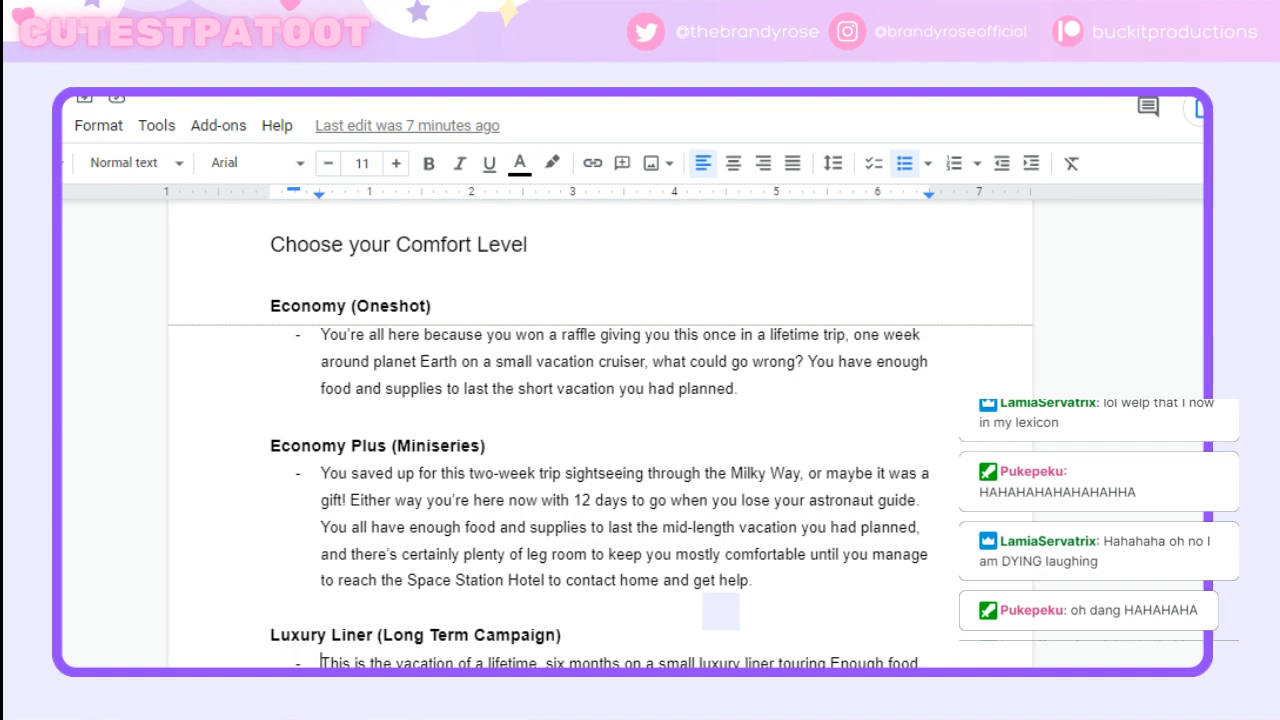 CUTESTPATOOT
@thebrandyrose
@brandyroseofficial
buckitproductions
Format Tools Add-ons Help Last edit was 7 minutes ago
Normal text Arial 11 B I U A
1 1 2 3 4 5 6 7
Choose your Comfort Level
Economy (Oneshot)
- You're all here because you won a raffle giving you this once in a lifetime trip, one week
around planet Earth on a small vacation cruiser, what could go wrong? You have enough
food and supplies to last the short vacation you had planned.
Economy Plus (Miniseries)
- You saved up for this two-week trip sightseeing through the Milky Way, or maybe it was a
gift! Either way you're here now with 12 days to go when you lose your astronaut guide.
You all have enough food and supplies to last the mid-length vacation you had planned,
and there's certainly plenty of leg room to keep you mostly comfortable until you manage
to reach the Space Station Hotel to contact home and get help.
Luxury Liner (Long Term Campaign)
- This is the vacation of a lifetime, six months on a small luxury liner touring Enough food
LamiaServatrix: lol welp that I now
in my lexicon
Pukepeku:
HAHAHAHAHAHAHAHHA
LamiaServatrix: Hahahaha oh no I
am DYING laughing
Pukepeku: oh dang HAHAHAHA